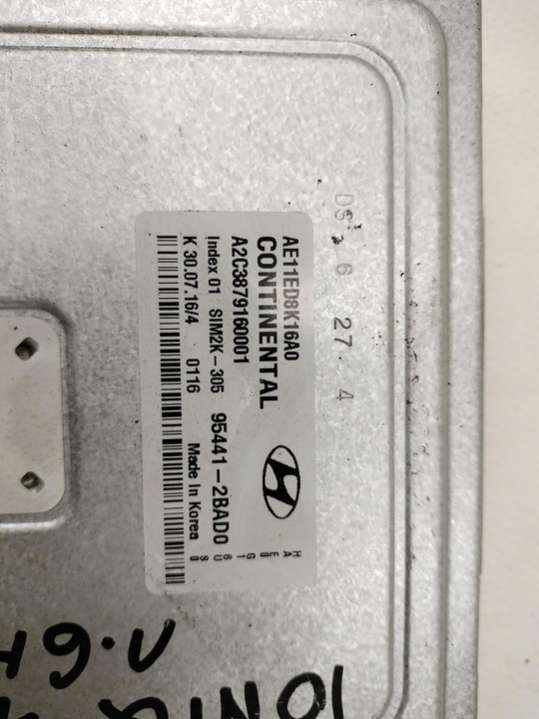 AE11ED8K16A0
CONTINENTAL
A2C3879160001
Index 01 SIM2K-305 95441-2BAD0
K 30.07.16/4 0116 Made In Korea
6 27. 4